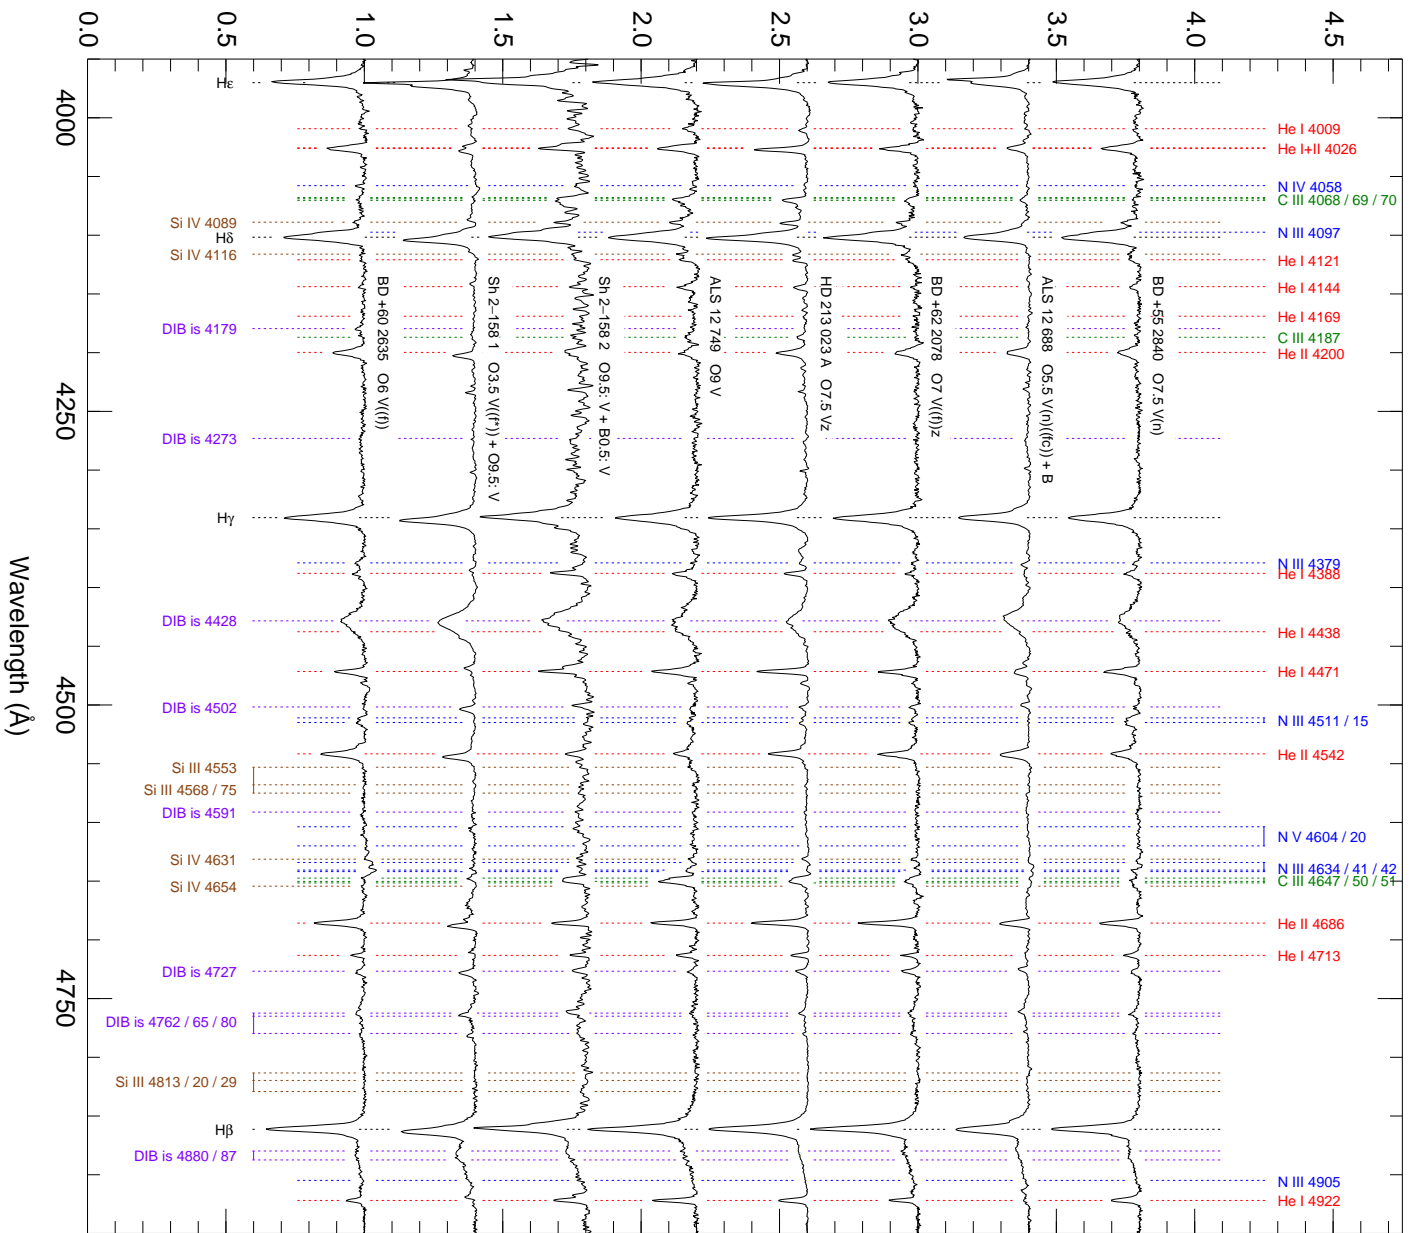 0.0
0.5
1.0
1.5
2.0
2.5
3.0
3.5
4.0
4.5
4000
4250
4500
4750
Wavelength (Å)
Hε
Si IV 4089
Hδ
Si IV 4116
DIB is 4179
DIB is 4273
Hγ
DIB is 4428
DIB is 4502
Si III 4553
Si III 4568 / 75
DIB is 4591
Si IV 4631
Si IV 4654
DIB is 4727
DIB is 4762 / 65 / 80
Si III 4813 / 20 / 29
Hβ
DIB is 4880 / 87
BD +60 2635 O6 V((f))
Sh 2−158 1 O3.5 V((f*)) + O9.5: V
Sh 2−158 2 O9.5: V + B0.5: V
ALS 12 749 O9 V
HD 213 023 A O7.5 Vz
BD +62 2078 O7 V((f))z
ALS 12 688 O5.5 V(n)((fc)) + B
BD +55 2840 O7.5 V(n)
He I 4009
He I+II 4026
N IV 4058
C III 4068 / 69 / 70
N III 4097
He I 4121
He I 4144
He I 4169
C III 4187
He II 4200
N III 4379
He I 4388
He I 4438
He I 4471
N III 4511 / 15
He II 4542
N V 4604 / 20
N III 4634 / 41 / 42
C III 4647 / 50 / 51
He II 4686
He I 4713
N III 4905
He I 4922